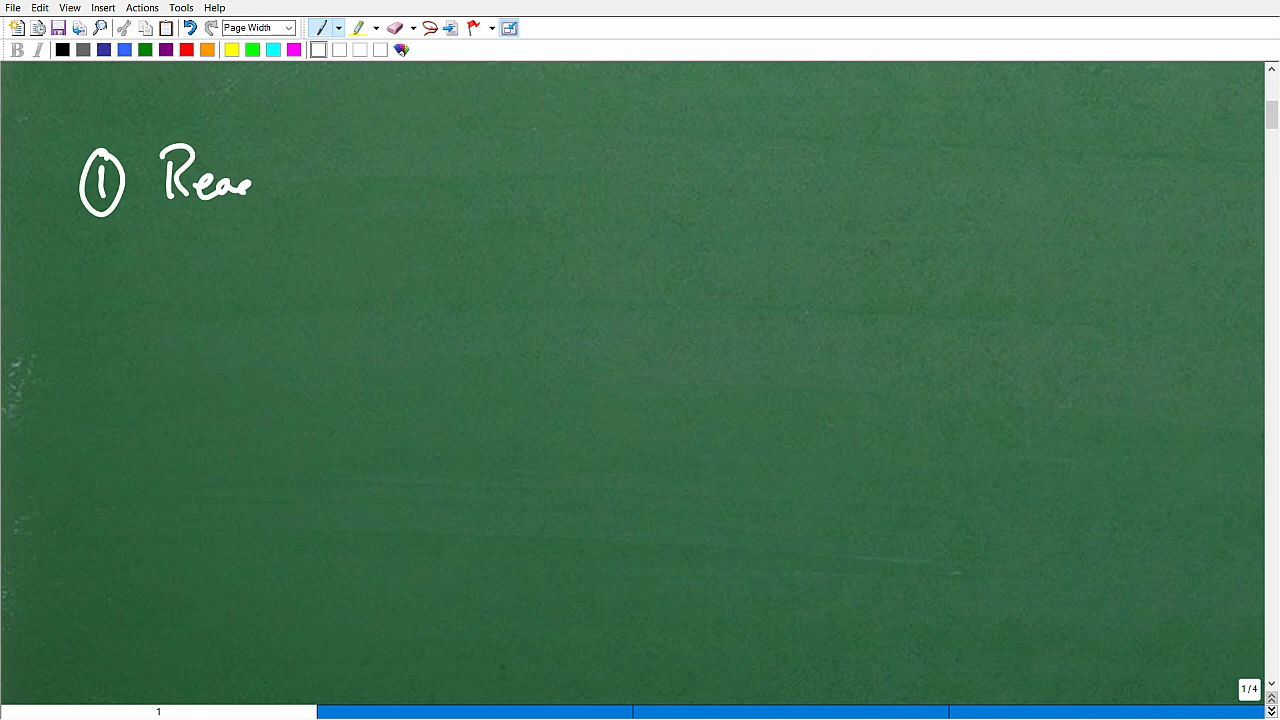 File Edit View Insert Actions Tools Help
Page Width
B I
① Rea
1/4
1